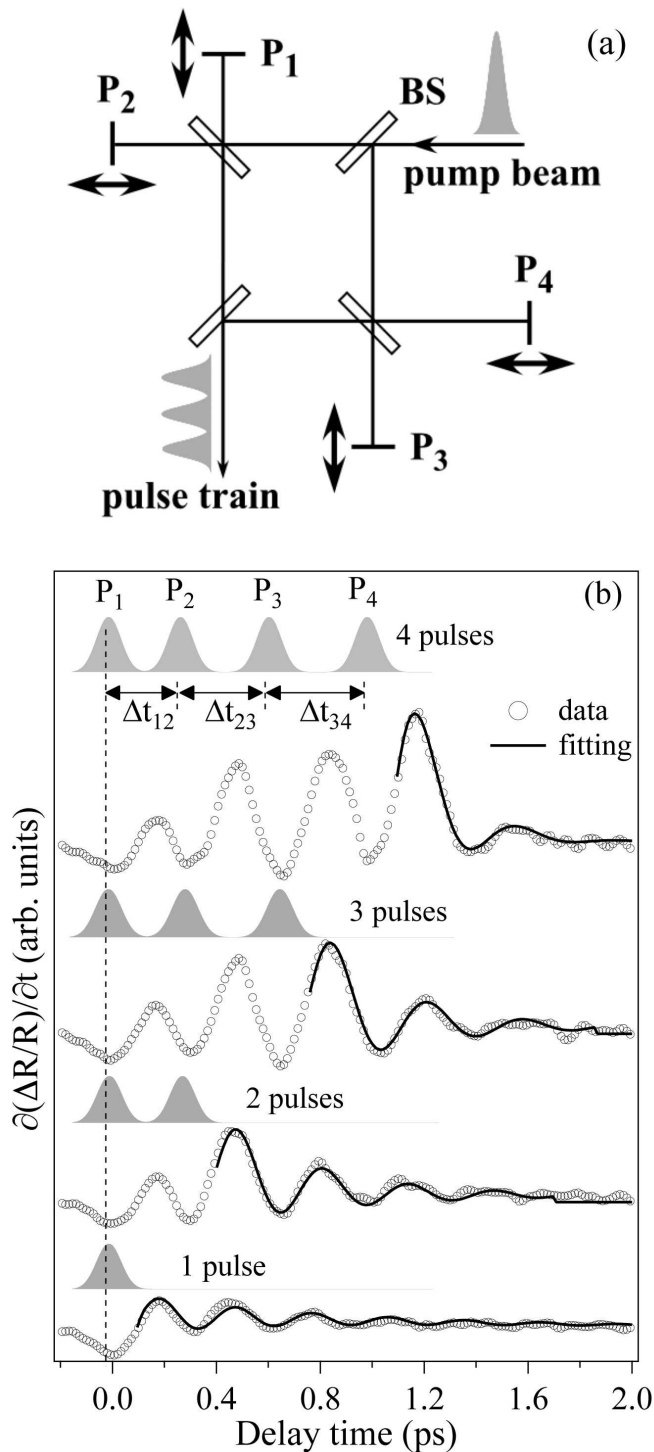 (a)
P₁
P₂
BS
pump beam
P₄
P₃
pulse train
(b)
P₁ P₂ P₃ P₄
4 pulses
Δt₁₂ Δt₂₃ Δt₃₄
data
fitting
3 pulses
2 pulses
1 pulse
∂(ΔR/R)/∂t (arb. units)
0.0 0.4 0.8 1.2 1.6 2.0
Delay time (ps)